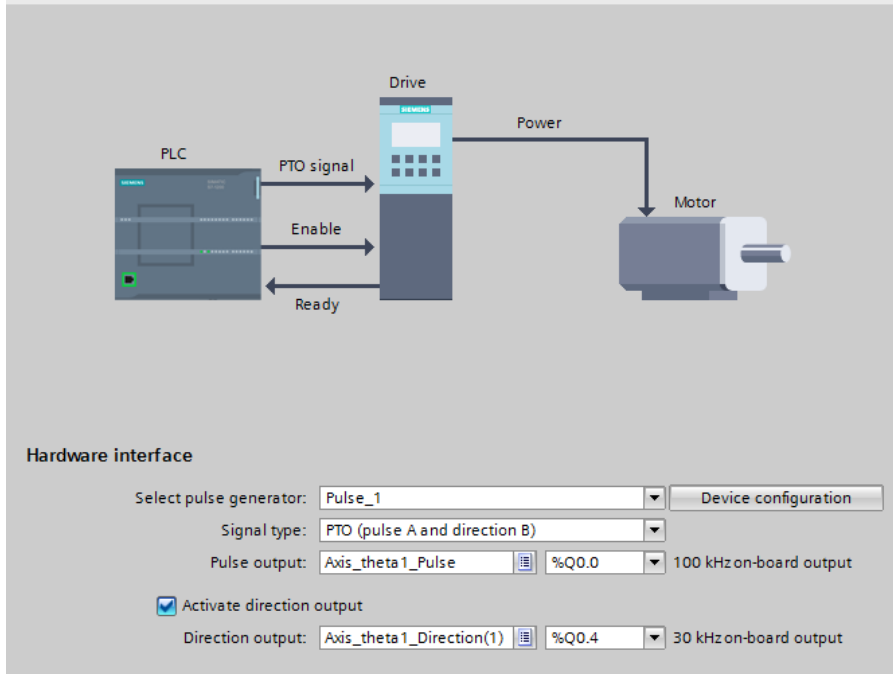 Drive
SIEMENS
Power
PLC
PTO signal
SIEMENS
Motor
Enable
Ready
Hardware interface
Select pulse generator: Pulse_1 Device configuration
Signal type: PTO (pulse A and direction B)
Pulse output: Axis_theta1_Pulse %Q0.0 100 kHz on-board output
Activate direction output
Direction output: Axis_theta1_Direction(1) %Q0.4 30 kHz on-board output